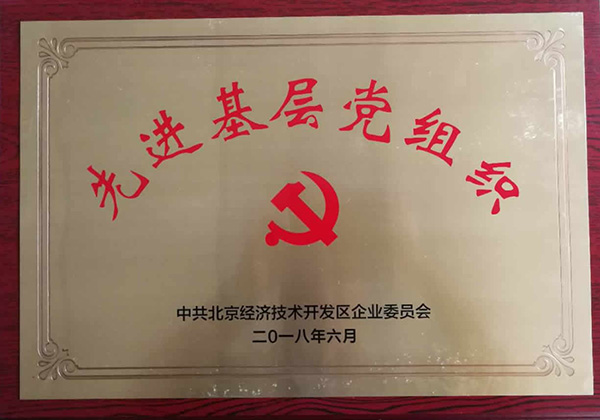 先进基层党组织
中共北京经济技术开发区企业委员会
二0一八年六月